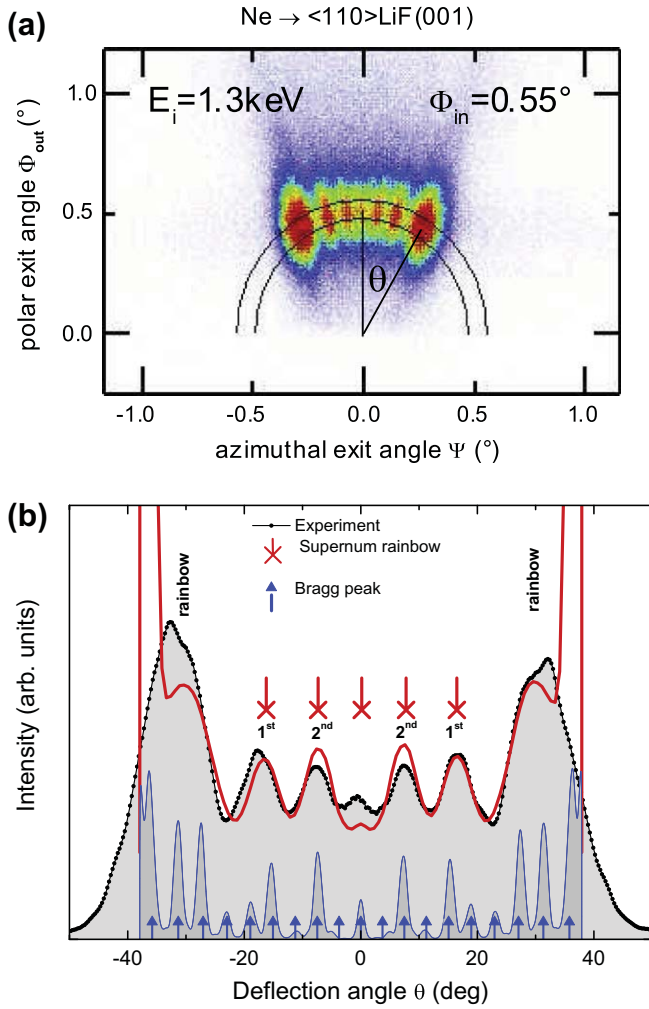 (a)
Ne → <110>LiF(001)
E_i=1.3keV
Φ_in=0.55°
polar exit angle Φ_out(°)
1.0
0.5
0.0
θ
-1.0 -0.5 0.0 0.5 1.0
azimuthal exit angle Ψ (°)
(b)
Experiment
Supernum rainbow
Bragg peak
rainbow
rainbow
1st 2nd 2nd 1st
Intensity (arb. units)
-40 -20 0 20 40
Deflection angle θ (deg)